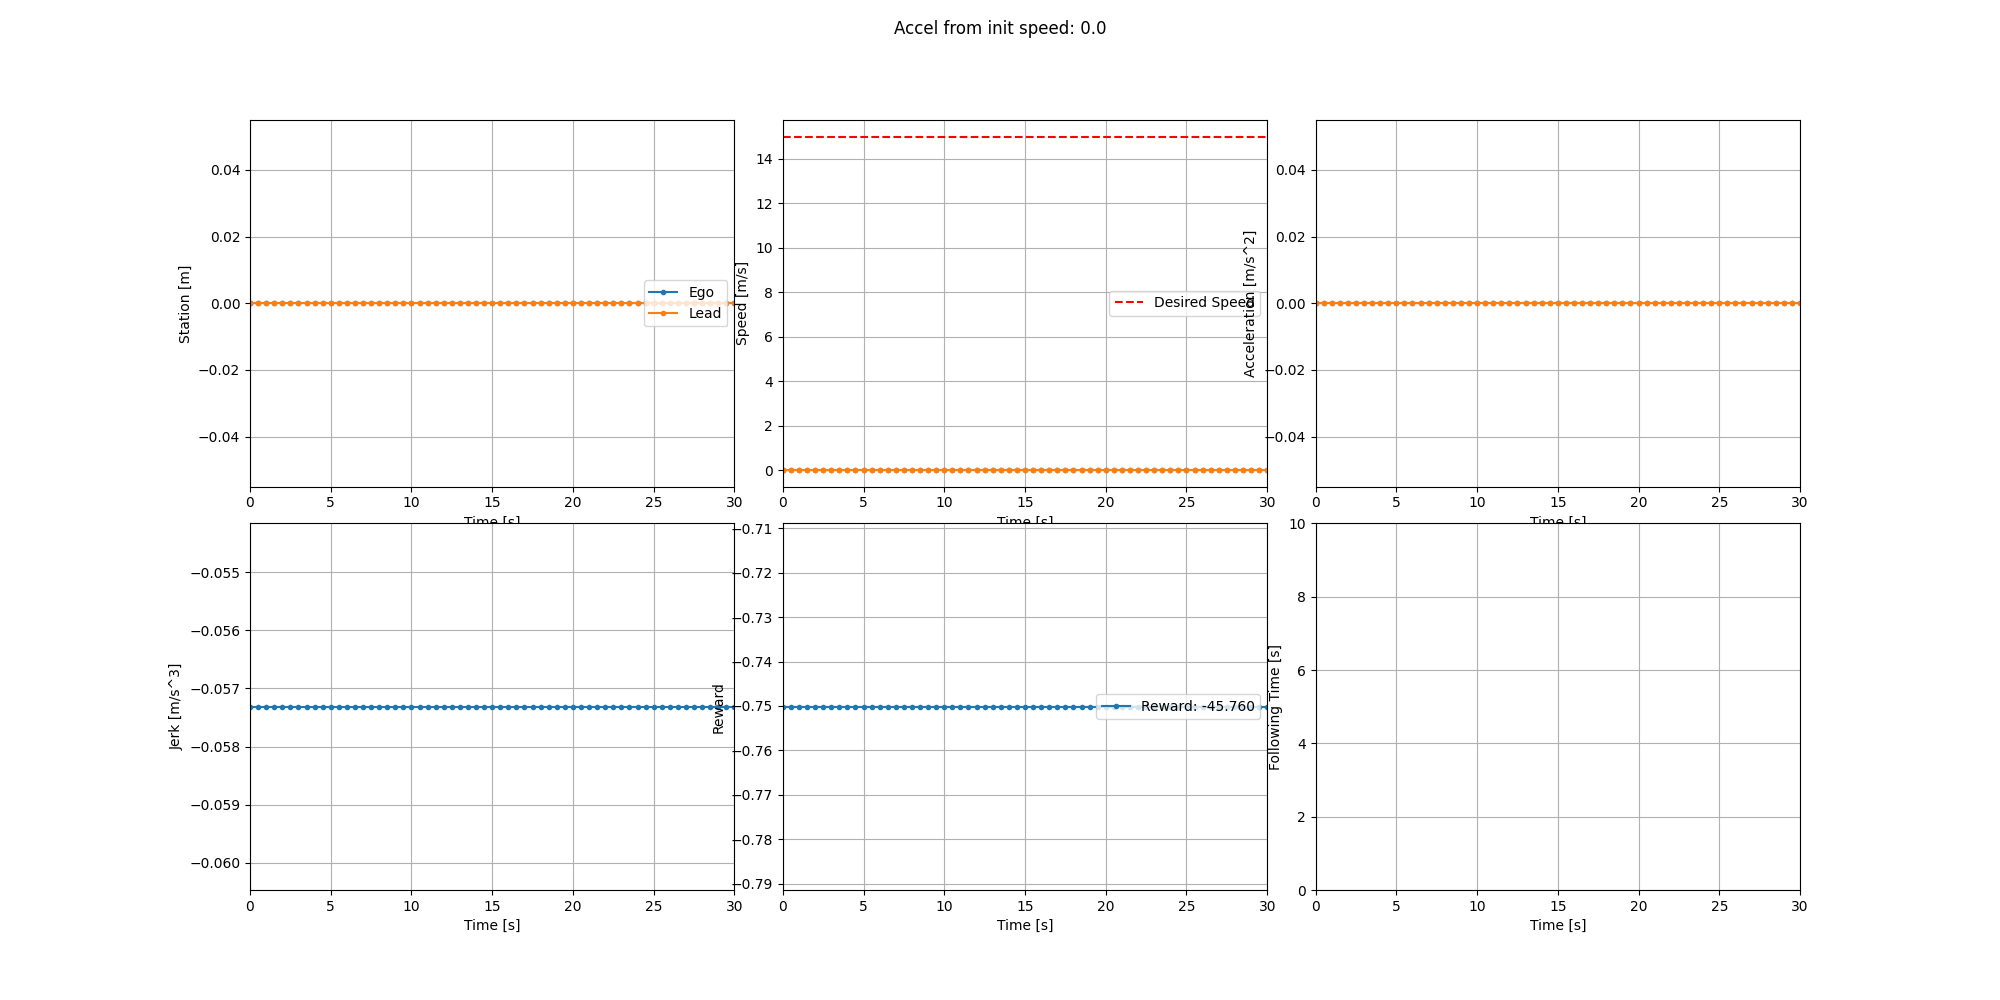 Accel from init speed: 0.0
0.04
0.02
0.00
−0.02
−0.04
Station [m]
Ego
Lead
0 5 10 15 20 25 30
Time [s]
14
12
10
8
6
4
2
0
Speed [m/s]
Desired Speed
0 5 10 15 20 25 30
Time [s]
0.04
0.02
0.00
−0.02
−0.04
Acceleration [m/s^2]
0 5 10 15 20 25 30
Time [s]
−0.055
−0.056
−0.057
−0.058
−0.059
−0.060
Jerk [m/s^3]
0 5 10 15 20 25 30
Time [s]
−0.71
−0.72
−0.73
−0.74
−0.75
−0.76
−0.77
−0.78
−0.79
Reward
Reward: -45.760
0 5 10 15 20 25 30
Time [s]
10
8
6
4
2
0
Following Time [s]
0 5 10 15 20 25 30
Time [s]